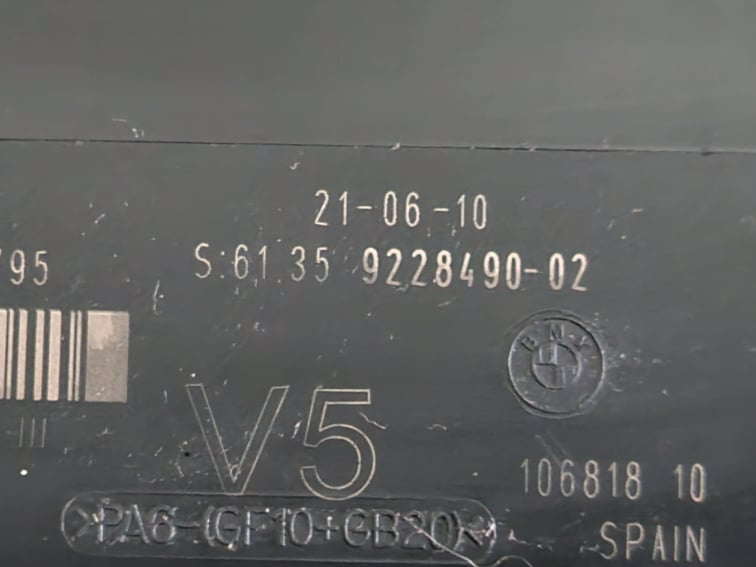 21-06-10
795
S:61.35 9228490-02
BMW
V5
106818 10
>PA6-(GF10+GB20)<
SPAIN